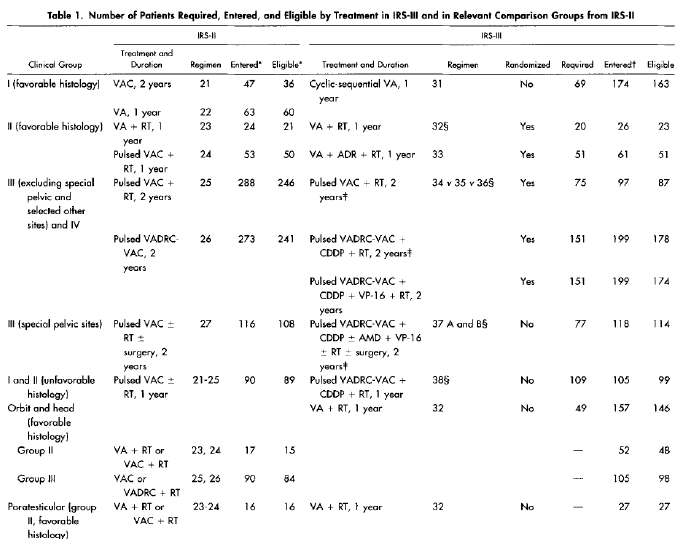 Table 1. Number of Patients Required, Entered, and Eligible by Treatment in IRS-III and in Relevant Comparison Groups from IRS-II
IRS-II IRS-III
Clinical Group Treatment and Duration Regimen Entered* Eligible* Treatment and Duration Regimen Randomized Required Entered† Eligible
I (favorable histology) VAC, 2 years 21 47 36 Cyclic-sequential VA, 1 31 No 69 174 163
year
VA, 1 year 22 63 60
II (favorable histology) VA + RT, 1 23 24 21 VA + RT, 1 year 32§ Yes 20 26 23
year
Pulsed VAC + 24 53 50 VA + ADR + RT, 1 year 33 Yes 51 61 51
RT, 1 year
III (excluding special Pulsed VAC + 25 288 246 Pulsed VAC + RT, 2 34 v 35 v 36§ Yes 75 97 87
pelvic and RT, 2 years years‡
selected other
sites) and IV
Pulsed VADRC- 26 273 241 Pulsed VADRC-VAC + Yes 151 199 178
VAC, 2 CDDP + RT, 2 years‡
years
Pulsed VADRC-VAC + Yes 151 199 174
CDDP + VP-16 + RT, 2
years
III (special pelvic sites) Pulsed VAC ± 27 116 108 Pulsed VADRC-VAC + 37 A and B§ No 77 118 114
RT ± CDDP ± AMD + VP-16
surgery, 2 ± RT ± surgery, 2
years years‡
I and II (unfavorable Pulsed VAC ± 21-25 90 89 Pulsed VADRC-VAC + 38§ No 109 105 99
histology) RT, 1 year CDDP + RT, 1 year
Orbit and head VA + RT, 1 year 32 No 49 157 146
(favorable
histology)
Group II VA + RT or 23, 24 17 15 — 52 48
VAC + RT
Group III VAC or 25, 26 90 84 — 105 98
VADRC + RT
Paratesticular (group VA + RT or 23-24 16 16 VA + RT, 1 year 32 No — 27 27
II, favorable VAC + RT
histology)